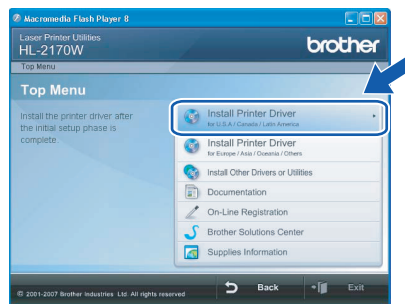 Macromedia Flash Player 8
Laser Printer Utilities
HL-2170W
brother
Top Menu
Top Menu
Install the printer driver after
the initial setup phase is
complete.
Install Printer Driver
for U.S.A / Canada / Latin America
Install Printer Driver
for Europe / Asia / Oceania / Others
Install Other Drivers or Utilities
Documentation
On-Line Registration
Brother Solutions Center
Supplies Information
© 2001-2007 Brother Industries Ltd. All rights reserved
Back
Exit